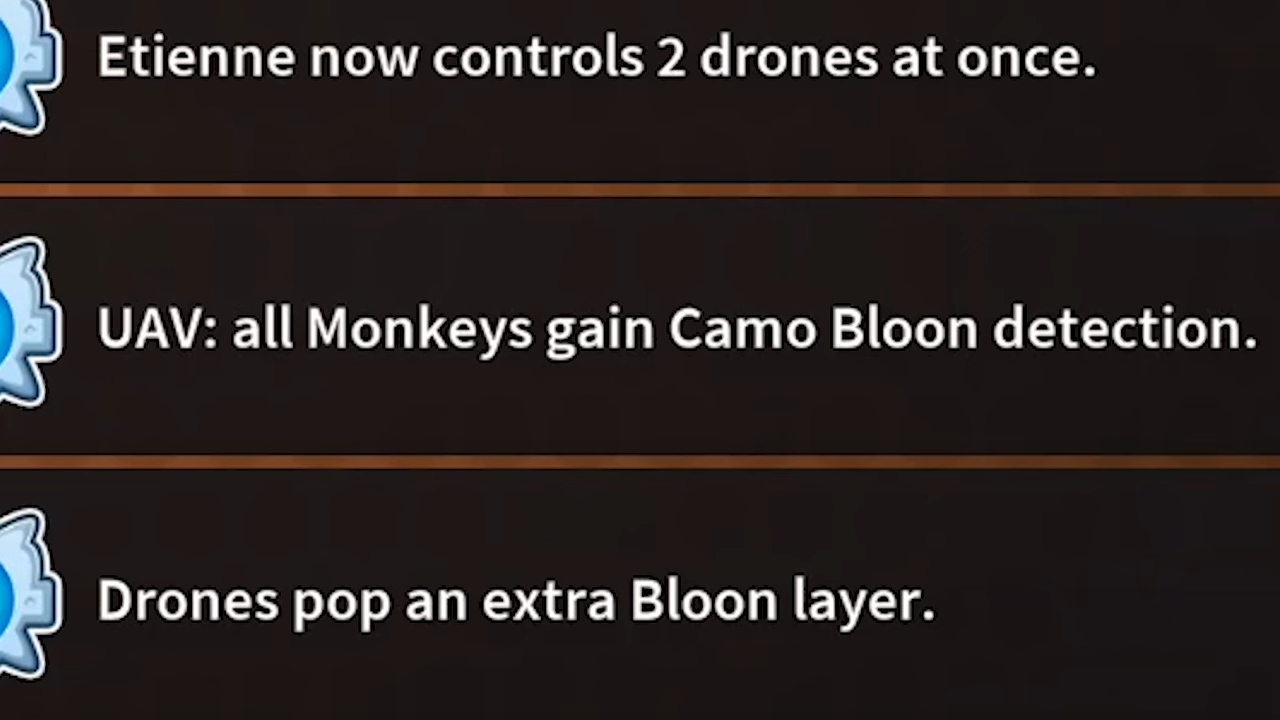 Etienne now controls 2 drones at once.
UAV: all Monkeys gain Camo Bloon detection.
Drones pop an extra Bloon layer.